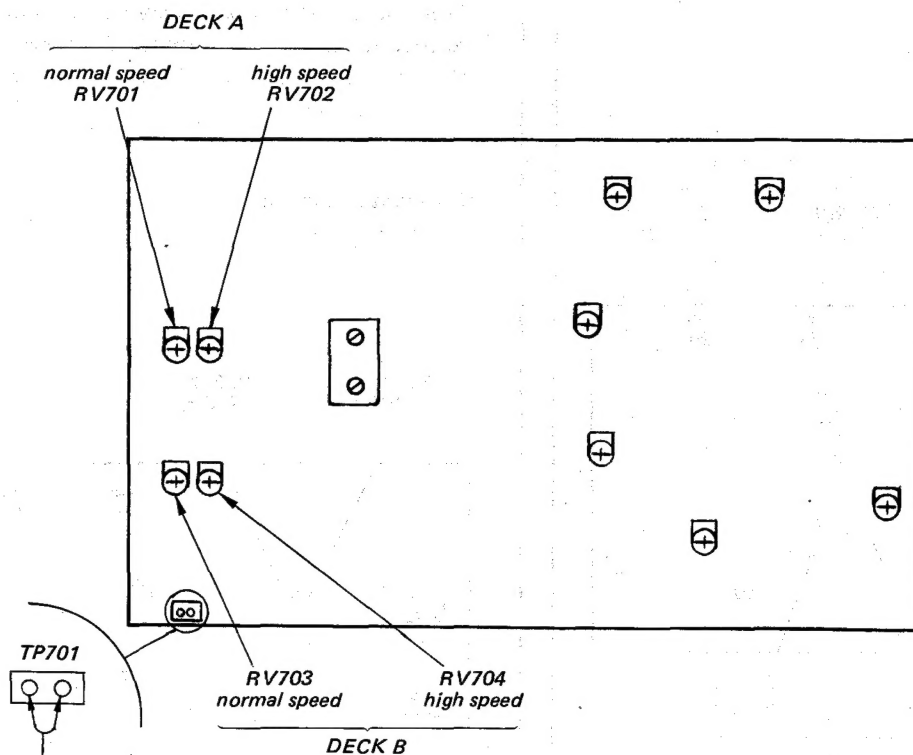 DECK A
normal speed
RV701
high speed
RV702
TP701
RV703
normal speed
RV704
high speed
DECK B